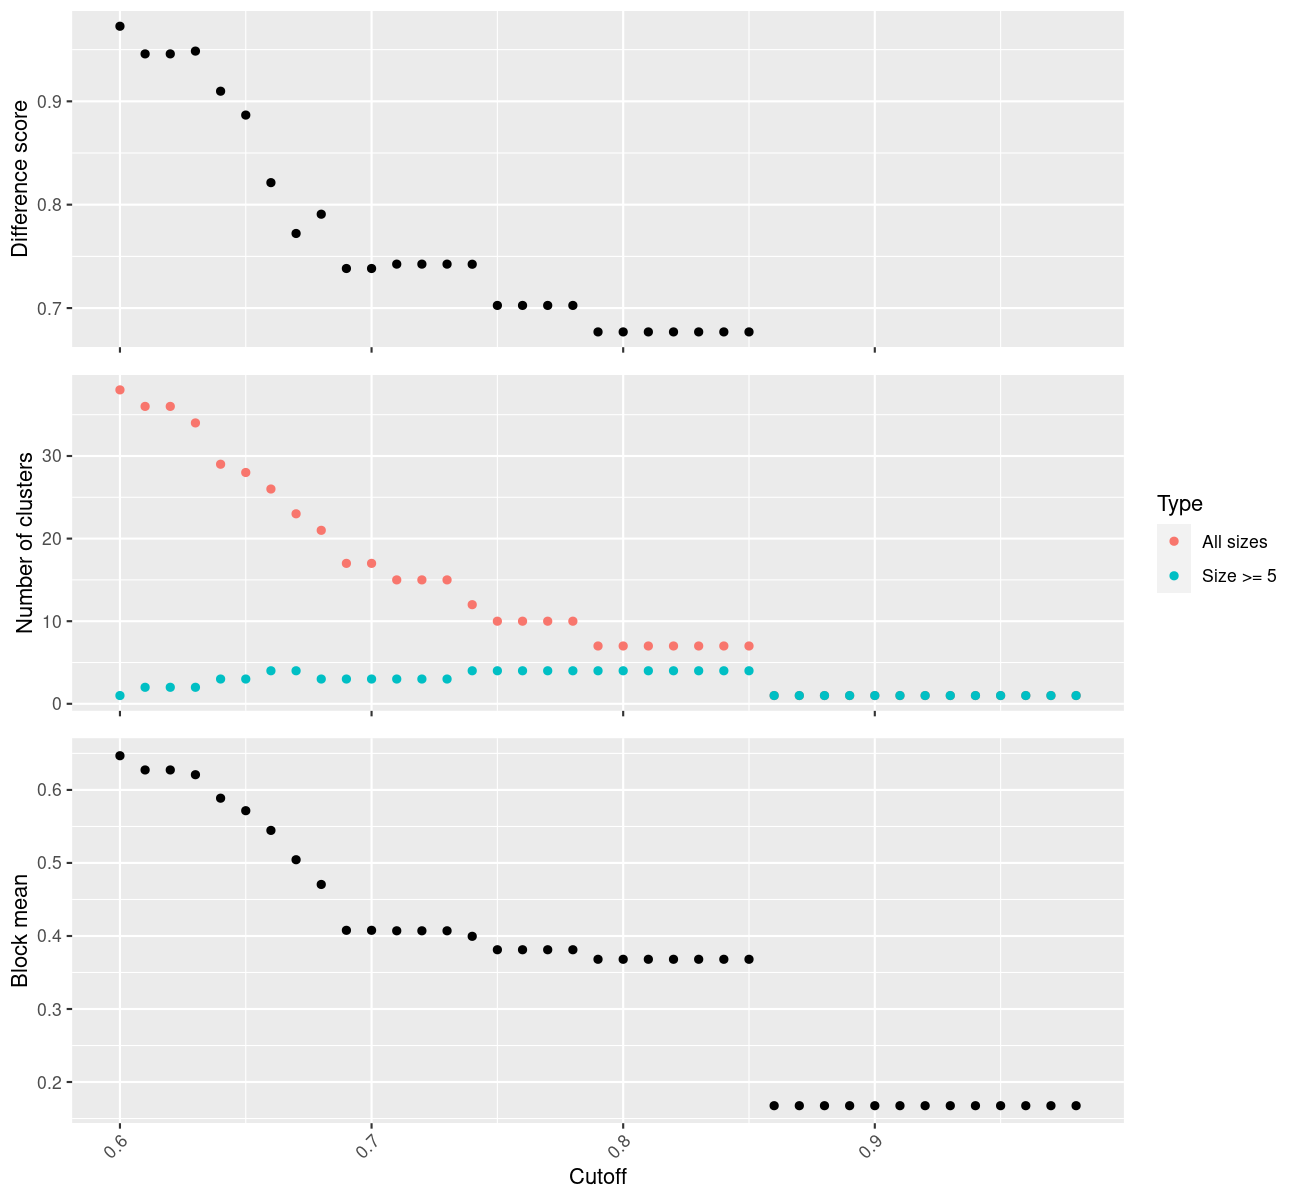 Difference score
0.9
0.8
0.7
Number of clusters
30
20
10
0
Type
All sizes
Size >= 5
Block mean
0.6
0.5
0.4
0.3
0.2
0.6
0.7
0.8
0.9
Cutoff